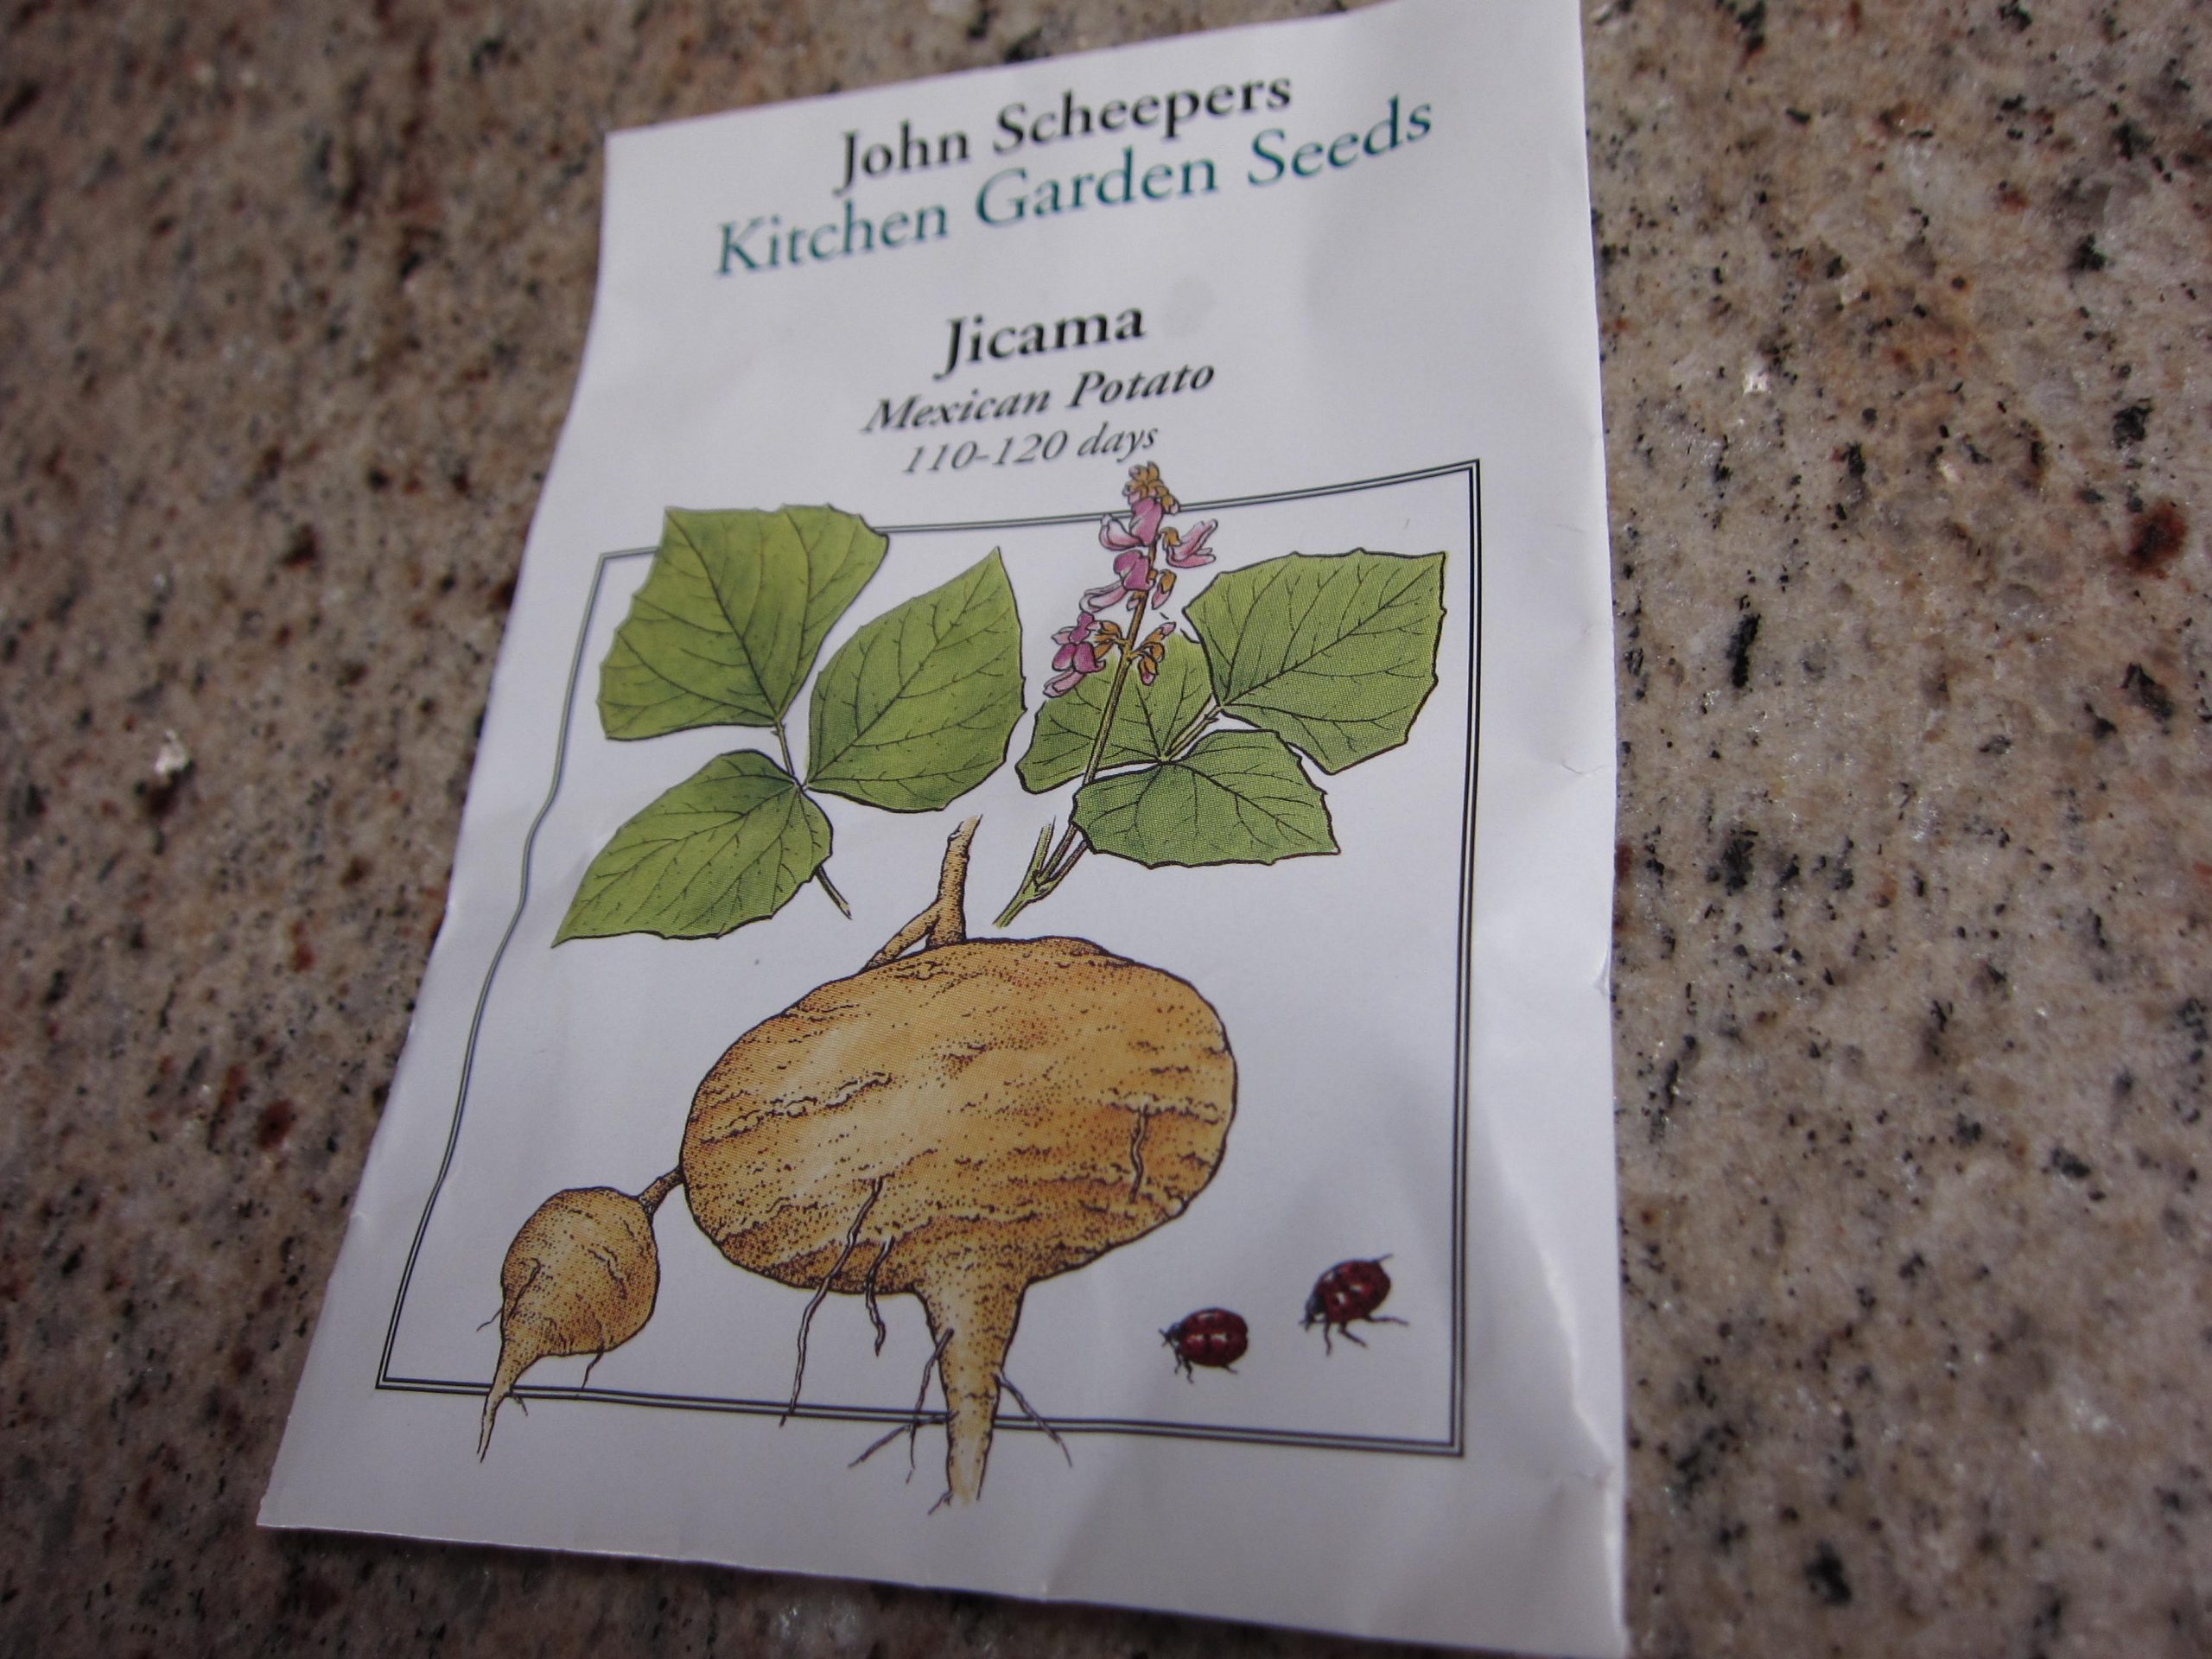 John Scheepers
Kitchen Garden Seeds
Jicama
Mexican Potato
110-120 days